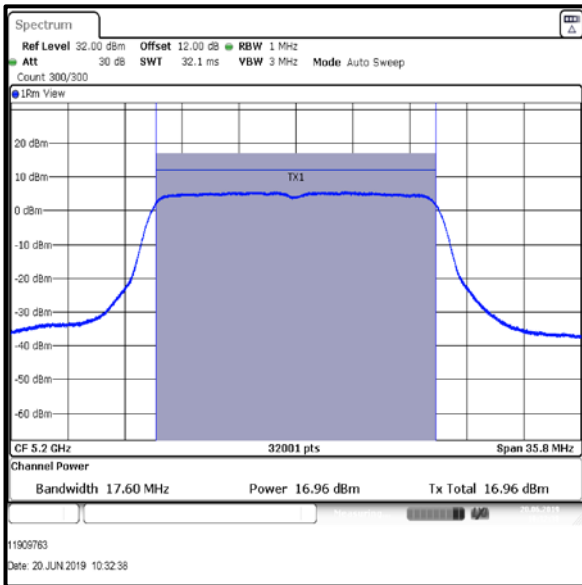 Spectrum
Ref Level 32.00 dBm Offset 12.00 dB RBW 1 MHz
Att 30 dB SWT 32.1 ms VBW 3 MHz Mode Auto Sweep
Count 300/300
1Rm View
20 dBm
10 dBm
TX1
0 dBm
-10 dBm
-20 dBm
-30 dBm
-40 dBm
-50 dBm
-60 dBm
CF 5.2 GHz 32001 pts Span 35.8 MHz
Channel Power
Bandwidth 17.60 MHz Power 16.96 dBm Tx Total 16.96 dBm
11909763
Date: 20.JUN.2019 10:32:38